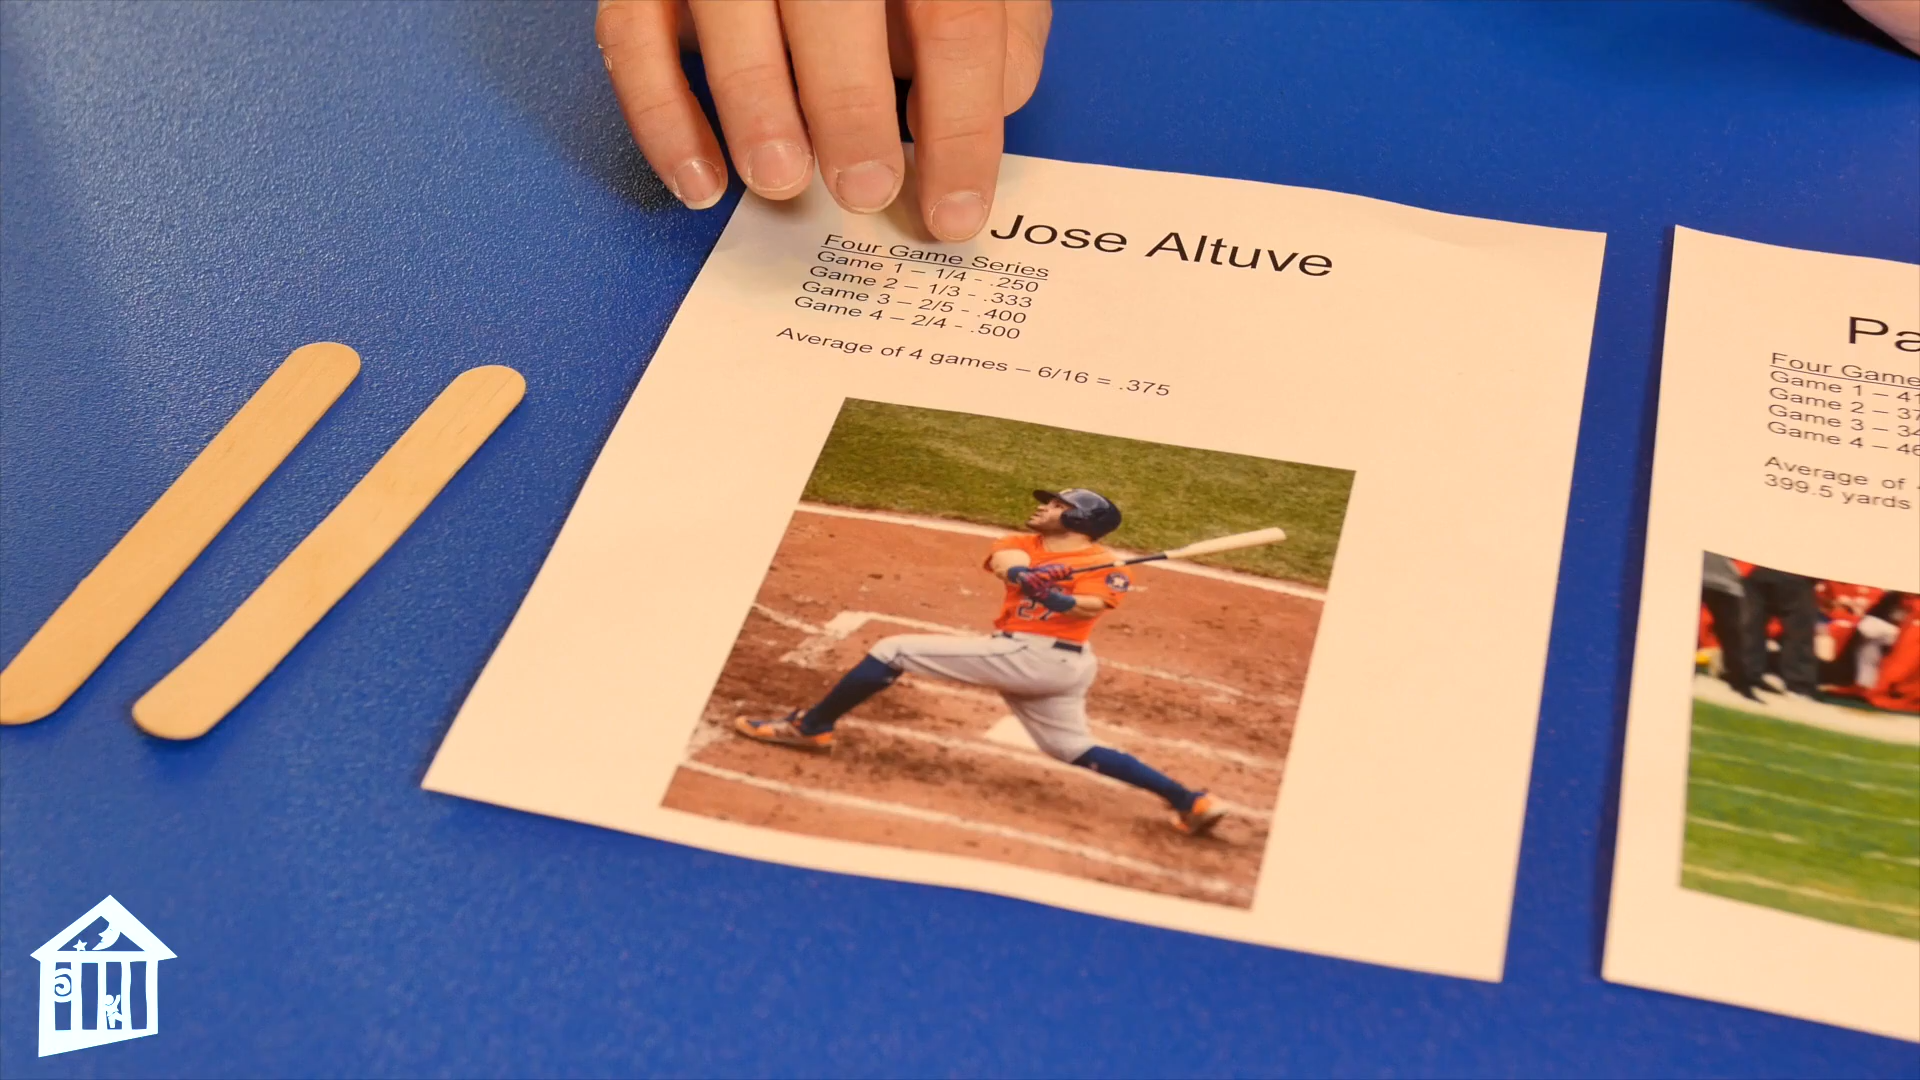 Jose Altuve
Four Game Series
Game 1 – 1/4 - .250
Game 2 – 1/3 - .333
Game 3 – 2/5 - .400
Game 4 – 2/4 - .500
Average of 4 games – 6/16 = .375
Pa
Four Game
Game 1 – 41
Game 2 – 37
Game 3 – 34
Game 4 – 46
Average of
399.5 yards